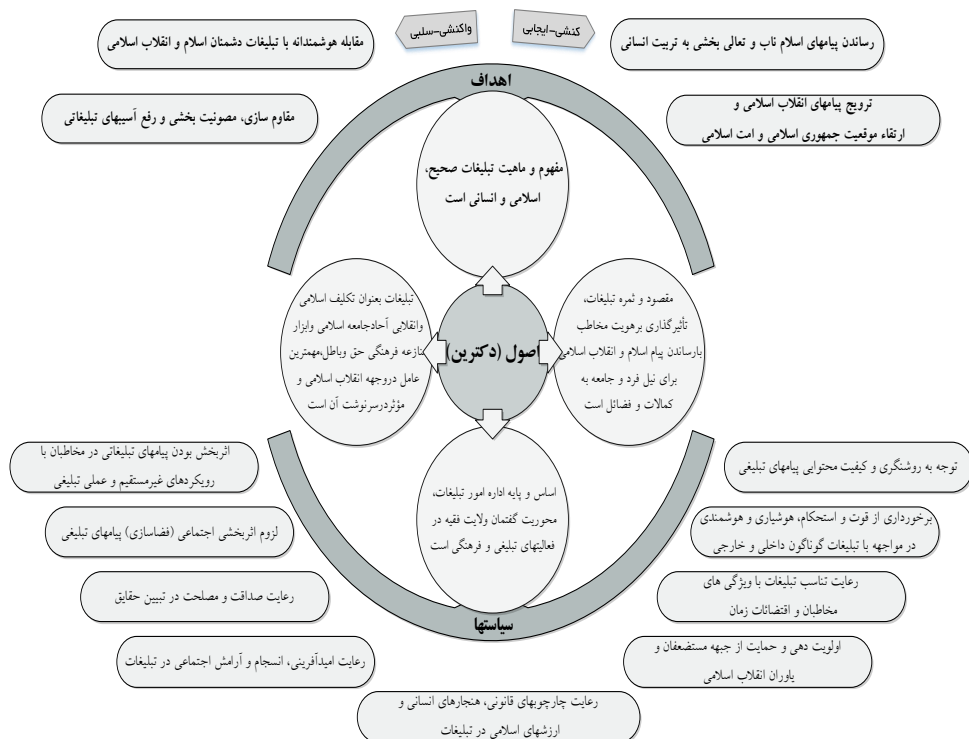 کنشی-ایجابی
واکنشی-سلبی
رساندن پیامهای اسلام ناب و تعالی بخشی به تربیت انسانی
مقابله هوشمندانه با تبلیغات دشمنان اسلام و انقلاب اسلامی
اهداف
ترویج پیامهای انقلاب اسلامی و
ارتقاء موقعیت جمهوری اسلامی و امت اسلامی
مقاوم سازی، مصونیت بخشی و رفع آسیبهای تبلیغاتی
مفهوم و ماهیت تبلیغات صحیح،
اسلامی و انسانی است
مقصود و ثمره تبلیغات،
تأثیرگذاری برهویت مخاطب
بارساندن پیام اسلام و انقلاب اسلامی
برای نیل فرد و جامعه به
کمالات و فضائل است
اصول (دکترین)
تبلیغات بعنوان تکلیف اسلامی
وانقلابی آحادجامعه اسلامی وابزار
منازعه فرهنگی حق وباطل،مهمترین
عامل دروجهه انقلاب اسلامی و
مؤثردرسرنوشت آن است
اساس و پایه اداره امور تبلیغات،
محوریت گفتمان ولایت فقیه در
فعالیتهای تبلیغی و فرهنگی است
سیاستها
توجه به روشنگری و کیفیت محتوایی پیامهای تبلیغی
برخورداری از قوت و استحکام، هوشیاری و هوشمندی
در مواجهه با تبلیغات گوناگون داخلی و خارجی
رعایت تناسب تبلیغات با ویژگی های
مخاطبان و اقتضائات زمان
اولویت دهی و حمایت از جبهه مستضعفان و
یاوران انقلاب اسلامی
رعایت چارچوبهای قانونی، هنجارهای انسانی و
ارزشهای اسلامی در تبلیغات
اثربخش بودن پیامهای تبلیغاتی در مخاطبان با
رویکردهای غیرمستقیم و عملی تبلیغی
لزوم اثربخشی اجتماعی (فضاسازی) پیامهای تبلیغی
رعایت صداقت و مصلحت در تبیین حقایق
رعایت امیدآفرینی، انسجام و آرامش اجتماعی در تبلیغات